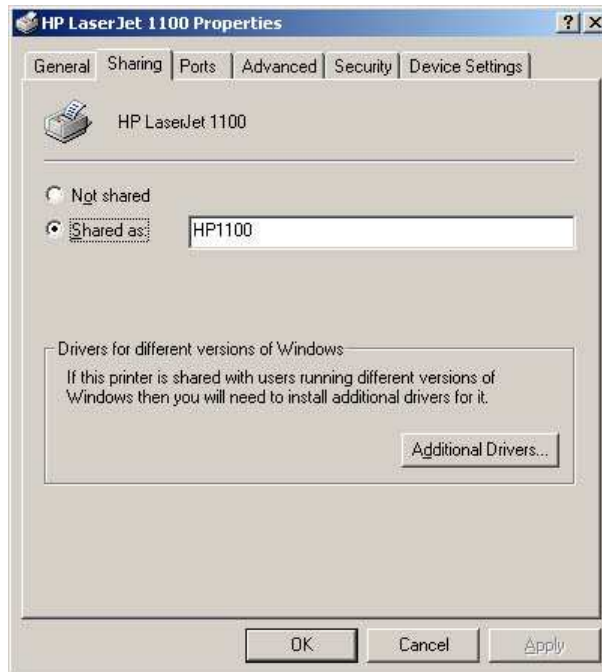 HP LaserJet 1100 Properties
? X
General Sharing Ports Advanced Security Device Settings
HP LaserJet 1100
Not shared
Shared as: HP1100
Drivers for different versions of Windows
If this printer is shared with users running different versions of
Windows then you will need to install additional drivers for it.
Additional Drivers...
OK Cancel Apply